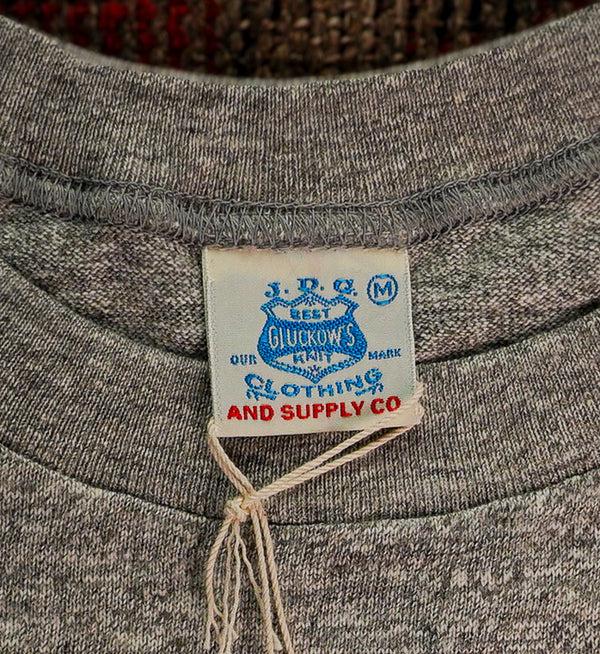 J. D. G. M
BEST
GLUCKOW'S
OUR KNIT MARK
CLOTHING
AND SUPPLY CO